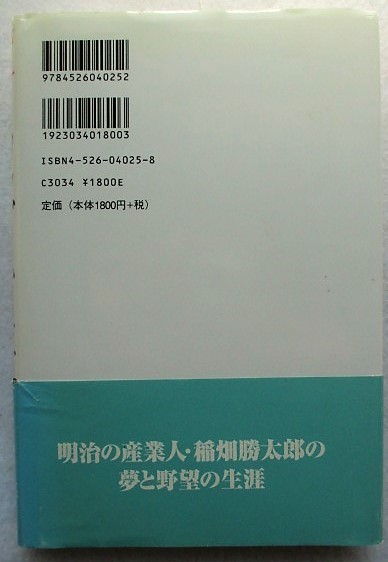 9784526040252
1923034018003
ISBN4-526-04025-8
C3034 ¥1800E
定価（本体1800円+税）
明治の産業人・稲畑勝太郎の
夢と野望の生涯